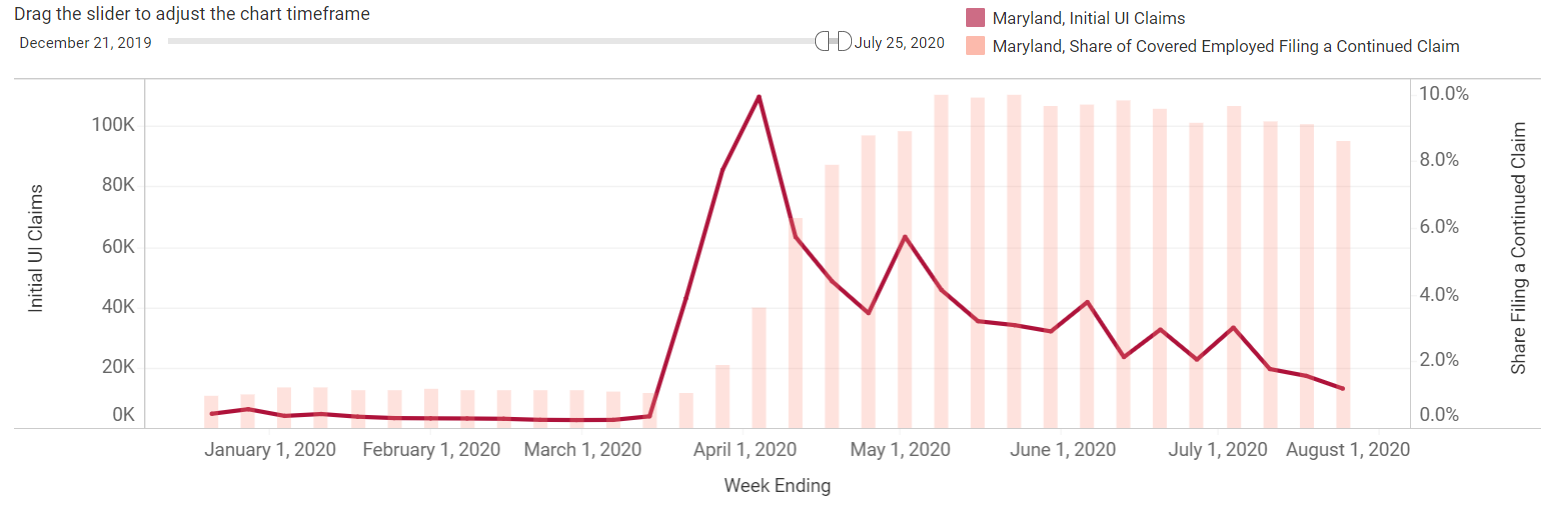 Drag the slider to adjust the chart timeframe
December 21, 2019
July 25, 2020
Maryland, Initial UI Claims
Maryland, Share of Covered Employed Filing a Continued Claim
Initial UI Claims
100K
80K
60K
40K
20K
0K
10.0%
8.0%
6.0%
4.0%
2.0%
0.0%
Share Filing a Continued Claim
January 1, 2020
February 1, 2020
March 1, 2020
April 1, 2020
May 1, 2020
June 1, 2020
July 1, 2020
August 1, 2020
Week Ending